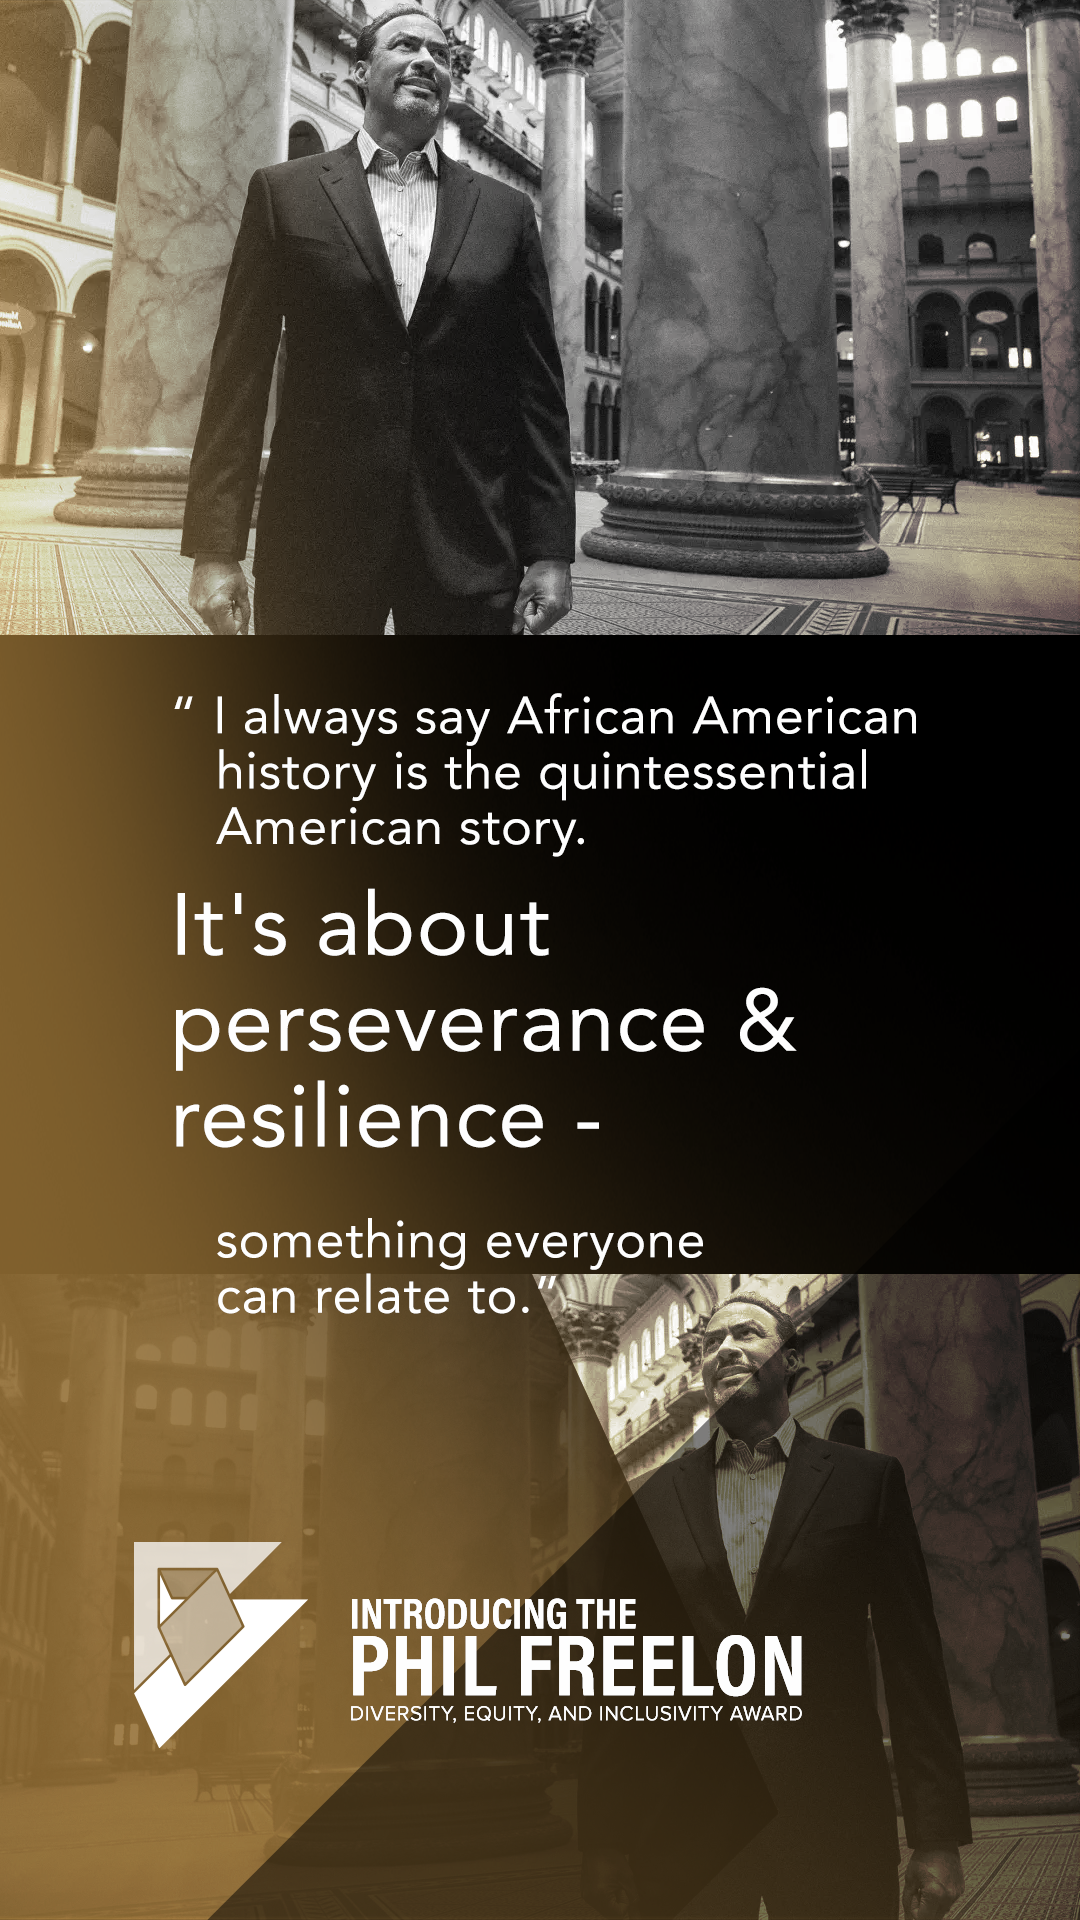 “ I always say African American
history is the quintessential
American story.
It's about
perseverance &
resilience -
something everyone
can relate to.”
INTRODUCING THE
PHIL FREELON
DIVERSITY, EQUITY, AND INCLUSIVITY AWARD